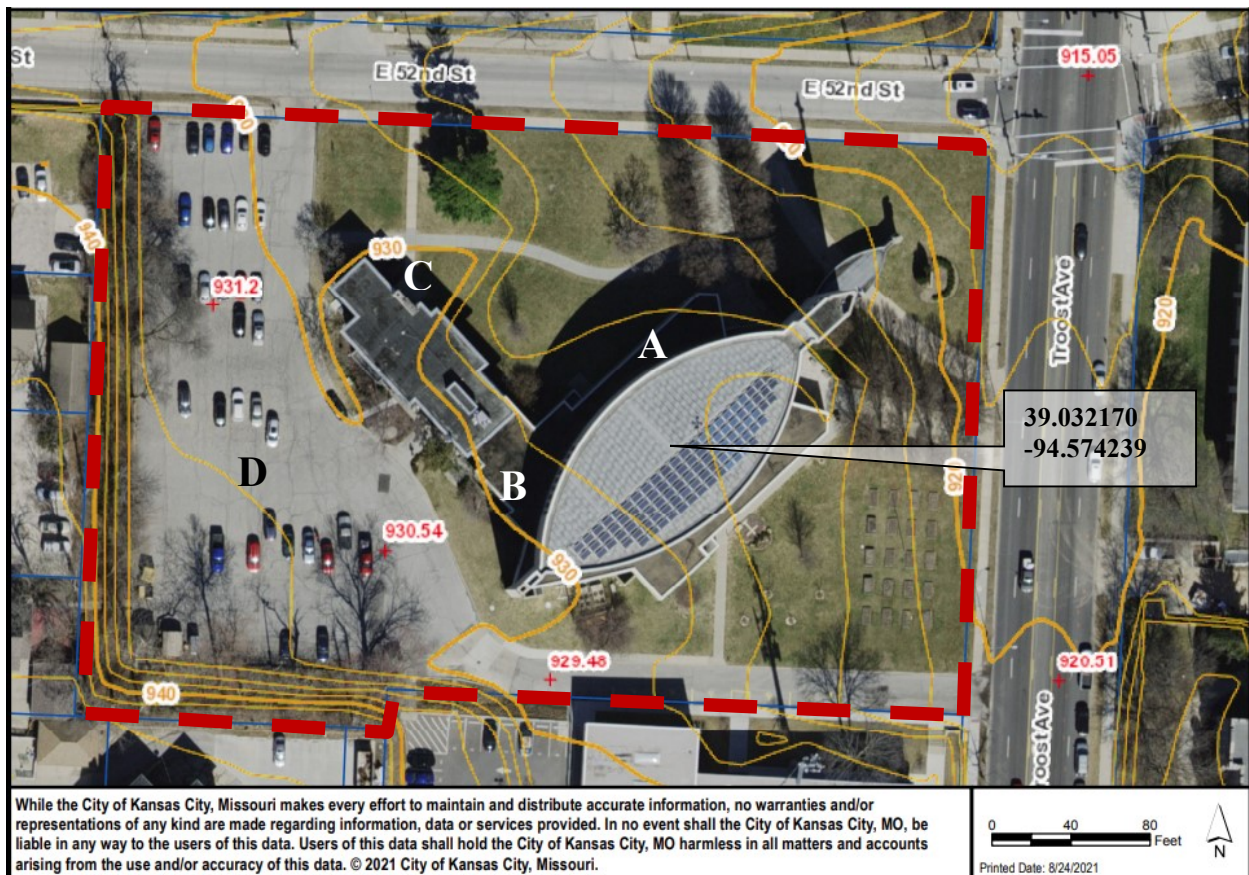 St
E 52nd St
E 52nd St
915.05
940
930
931.2
C
A
Troost Ave
920
39.032170
-94.574239
D
B
930.54
930
920
940
929.48
920.51
While the City of Kansas City, Missouri makes every effort to maintain and distribute accurate information, no warranties and/or
representations of any kind are made regarding information, data or services provided. In no event shall the City of Kansas City, MO, be
liable in any way to the users of this data. Users of this data shall hold the City of Kansas City, MO harmless in all matters and accounts
arising from the use and/or accuracy of this data. © 2021 City of Kansas City, Missouri.
0 40 80
Feet
N
Printed Date: 8/24/2021